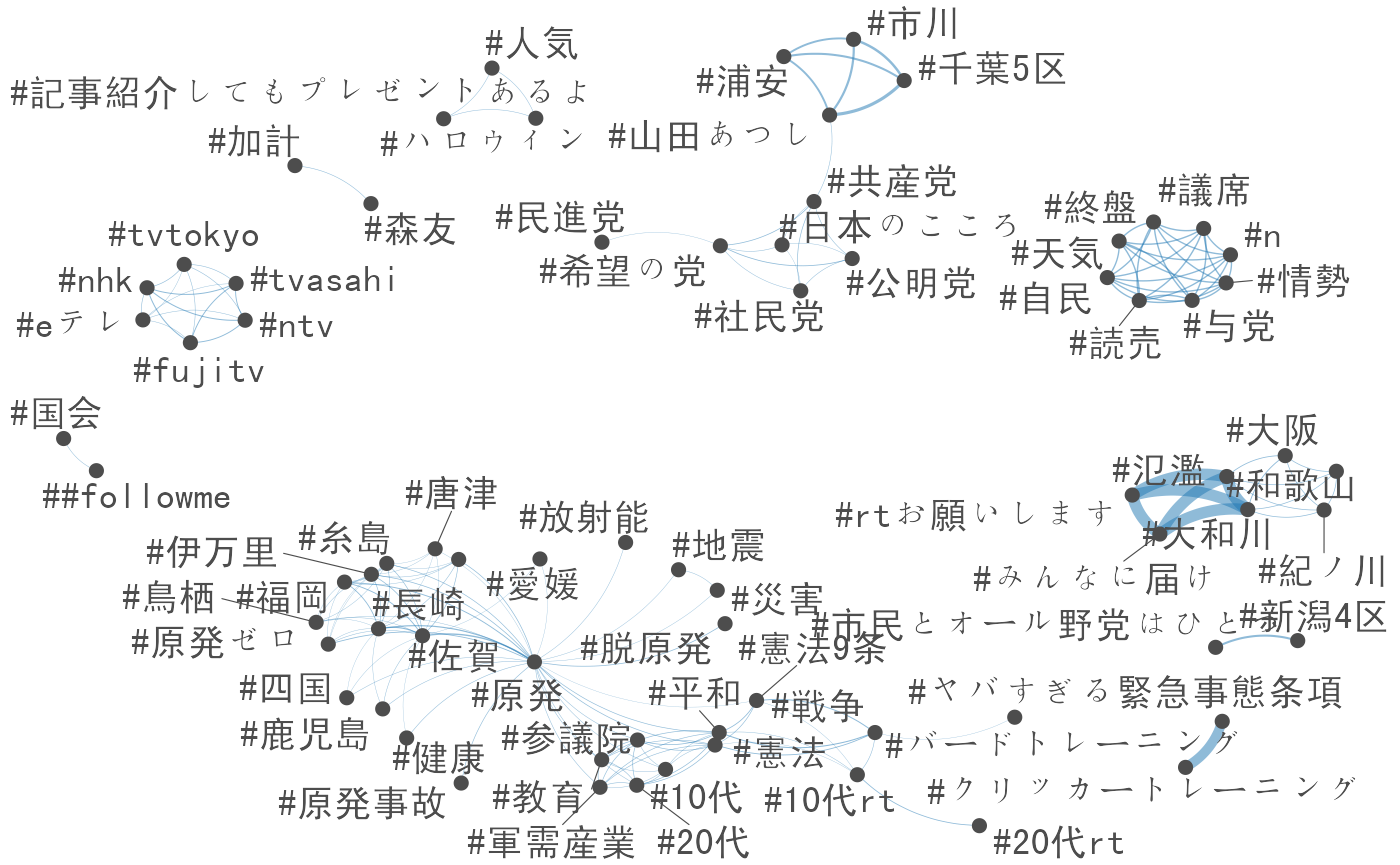 #人気
#市川
#千葉5区
#浦安
#記事紹介してもプレゼントあるよ
#加計
#ハロウィン
#山田あつし
#森友
#民進党
#共産党
#日本のこころ
#希望の党
#公明党
#社民党
#終盤
#議席
#天気
#n
#自民
#情勢
#読売
#与党
#tvtokyo
#nhk
#tvasahi
#eテレ
#ntv
#fujitv
#国会
##followme
#大阪
#氾濫
#和歌山
#rtお願いします
#大和川
#みんなに届け
#紀ノ川
#唐津
#放射能
#糸島
#伊万里
#地震
#愛媛
#鳥栖
#福岡
#長崎
#災害
#原発ゼロ
#佐賀
#脱原発
#憲法9条
#新潟4区
#四国
#原発
#平和
#戦争
#ヤバすぎる緊急事態条項
#鹿児島
#健康
#参議院
#憲法
#バードトレーニング
#原発事故
#教育
#10代
#10代rt
#クリッカートレーニング
#軍需産業
#20代
#20代rt